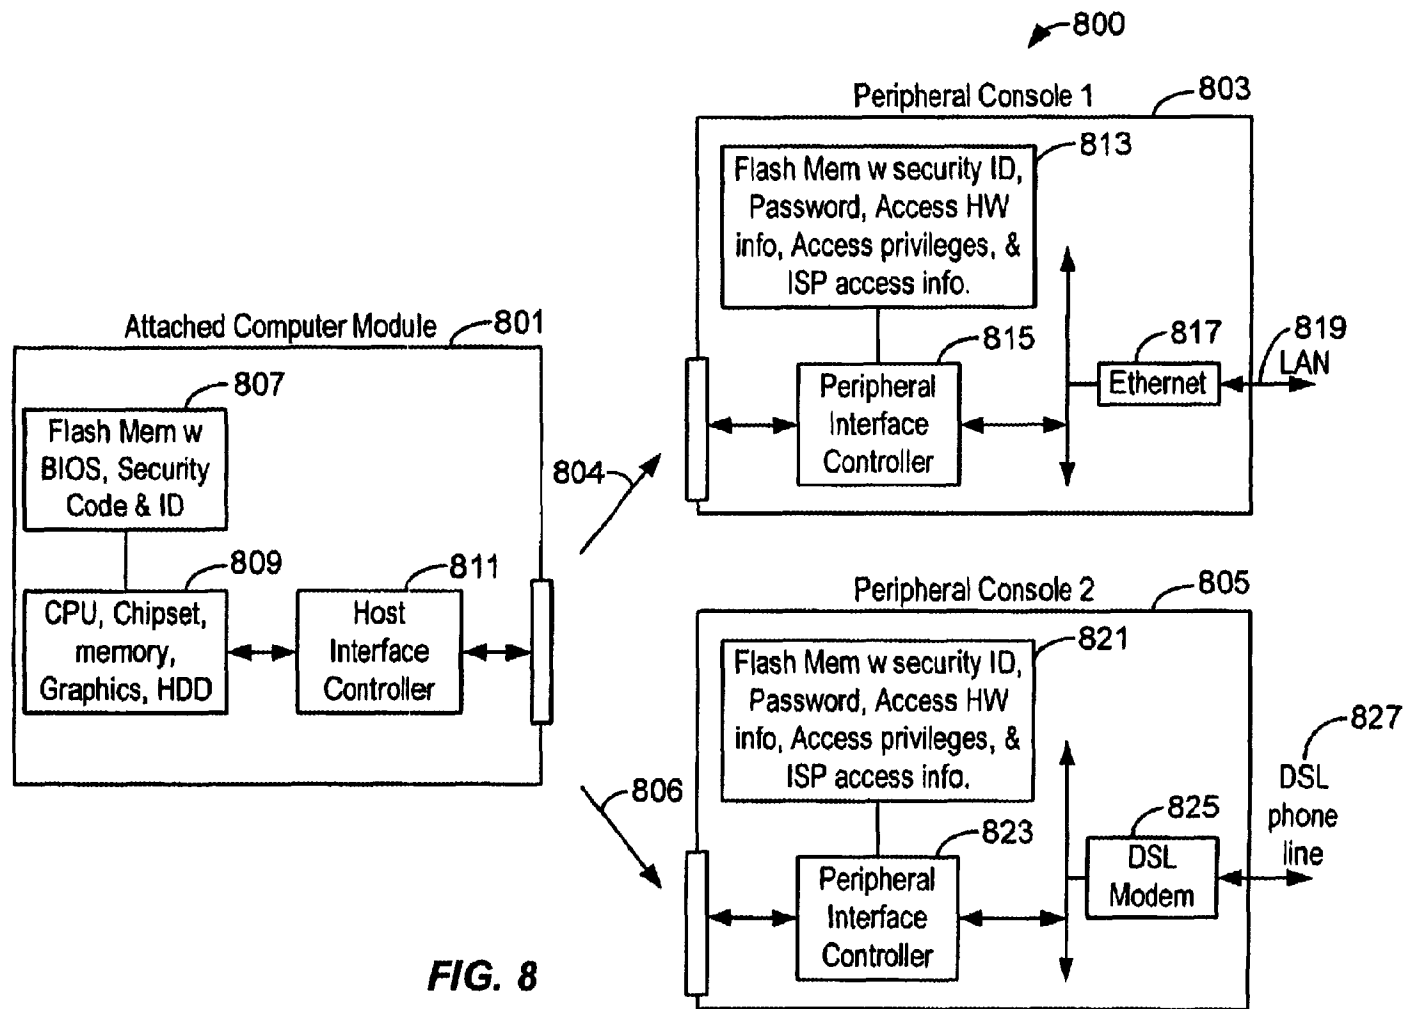 800
Peripheral Console 1
803
813
Flash Mem w security ID,
Password, Access HW
info, Access privileges, &
ISP access info.
815
Peripheral
Interface
Controller
817
Ethernet
819
LAN
Attached Computer Module
801
807
Flash Mem w
BIOS, Security
Code & ID
809
CPU, Chipset,
memory,
Graphics, HDD
811
Host
Interface
Controller
804
806
Peripheral Console 2
805
821
Flash Mem w security ID,
Password, Access HW
info, Access privileges, &
ISP access info.
823
Peripheral
Interface
Controller
825
DSL
Modem
827
DSL
phone
line
FIG. 8